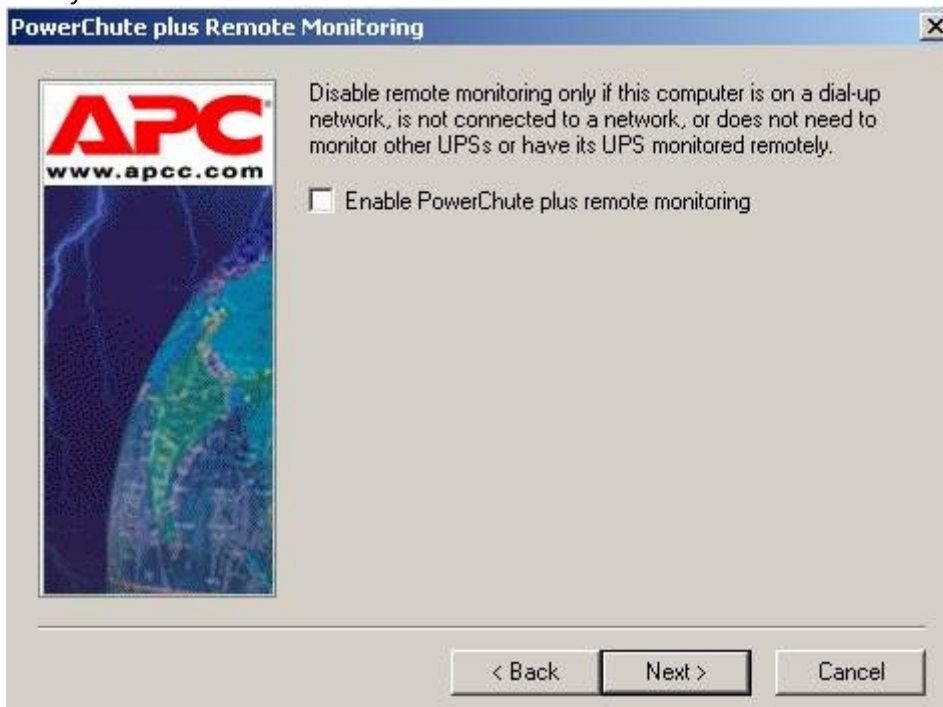 PowerChute plus Remote Monitoring
APC
www.apcc.com
Disable remote monitoring only if this computer is on a dial-up
network, is not connected to a network, or does not need to
monitor other UPSs or have its UPS monitored remotely.
Enable PowerChute plus remote monitoring
< Back
Next >
Cancel